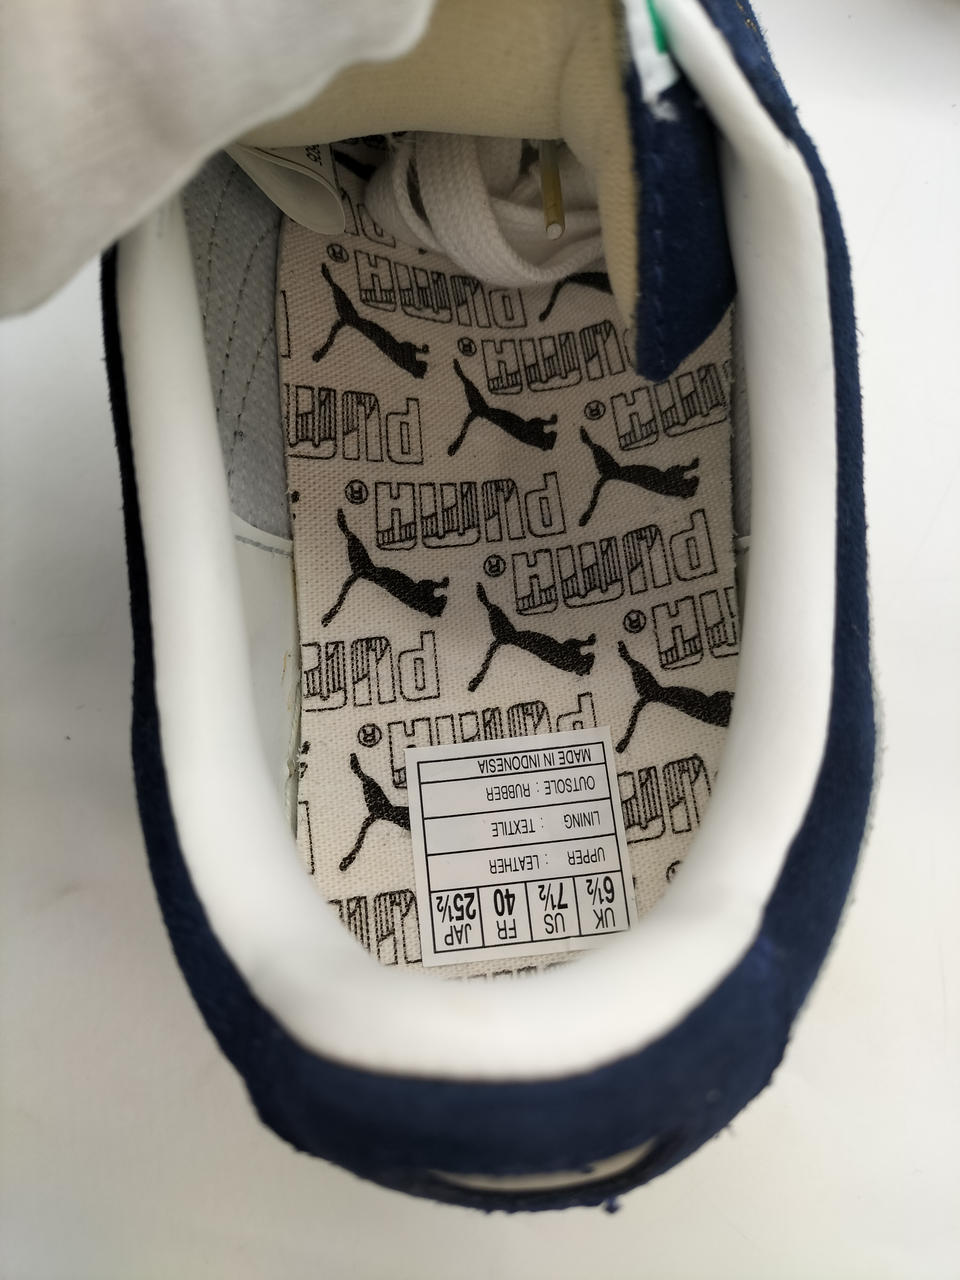 UK US FR JAP
6½ 7½ 40 25½
UPPER : LEATHER
LINING : TEXTILE
OUTSOLE : RUBBER
MADE IN INDONESIA
PUMA®
PUMA®
PUMA®
PUMA®